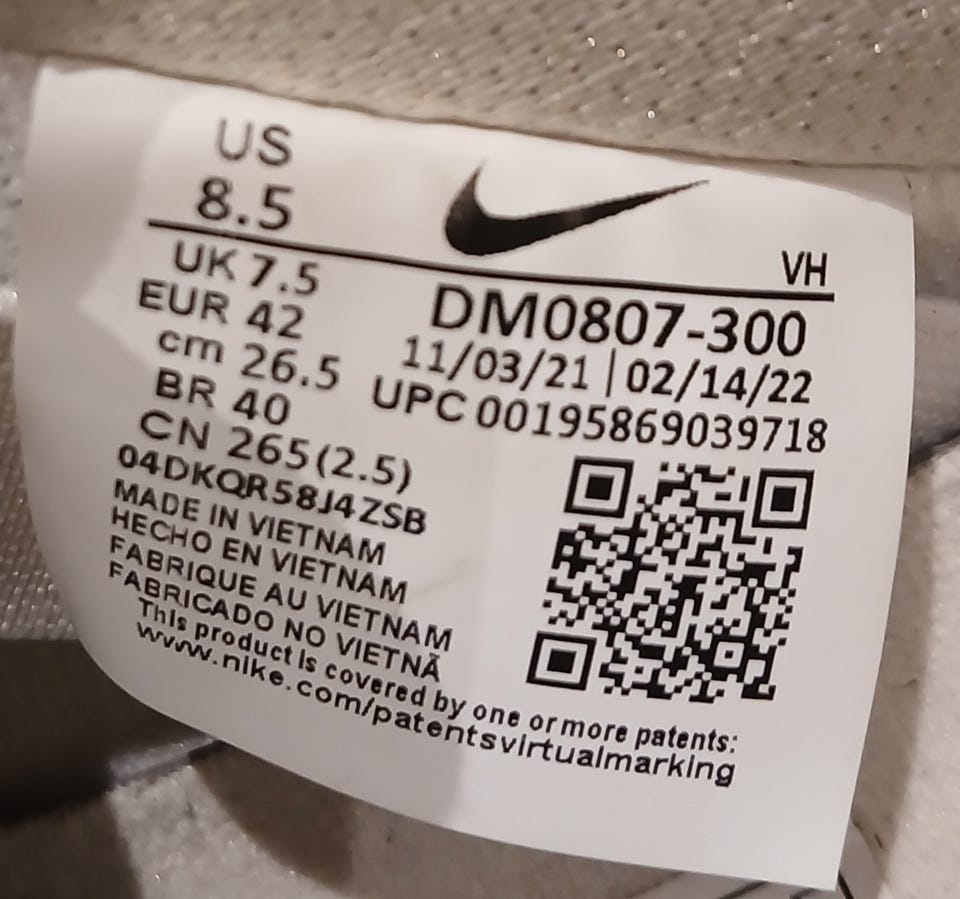 US
8.5
UK 7.5
EUR 42
cm 26.5
BR 40
CN 265(2.5)
04DKQR58J4ZSB
MADE IN VIETNAM
HECHO EN VIETNAM
FABRIQUE AU VIETNAM
FABRICADO NO VIETNÃ
This product Is covered by one or more patents:
www.nike.com/patentsvirtualmarking
VH
DM0807-300
11/03/21 | 02/14/22
UPC 00195869039718